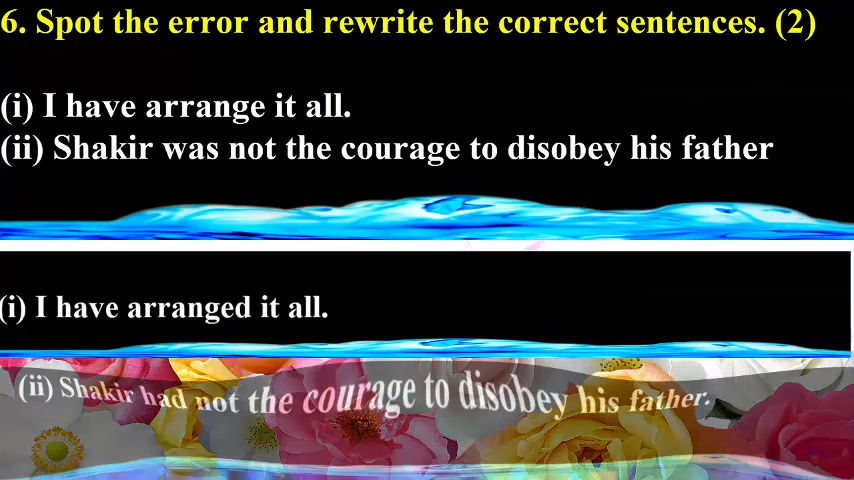 6. Spot the error and rewrite the correct sentences. (2)
(i) I have arrange it all.
(ii) Shakir was not the courage to disobey his father
(i) I have arranged it all.
(ii) Shakir had not the courage to disobey his father.